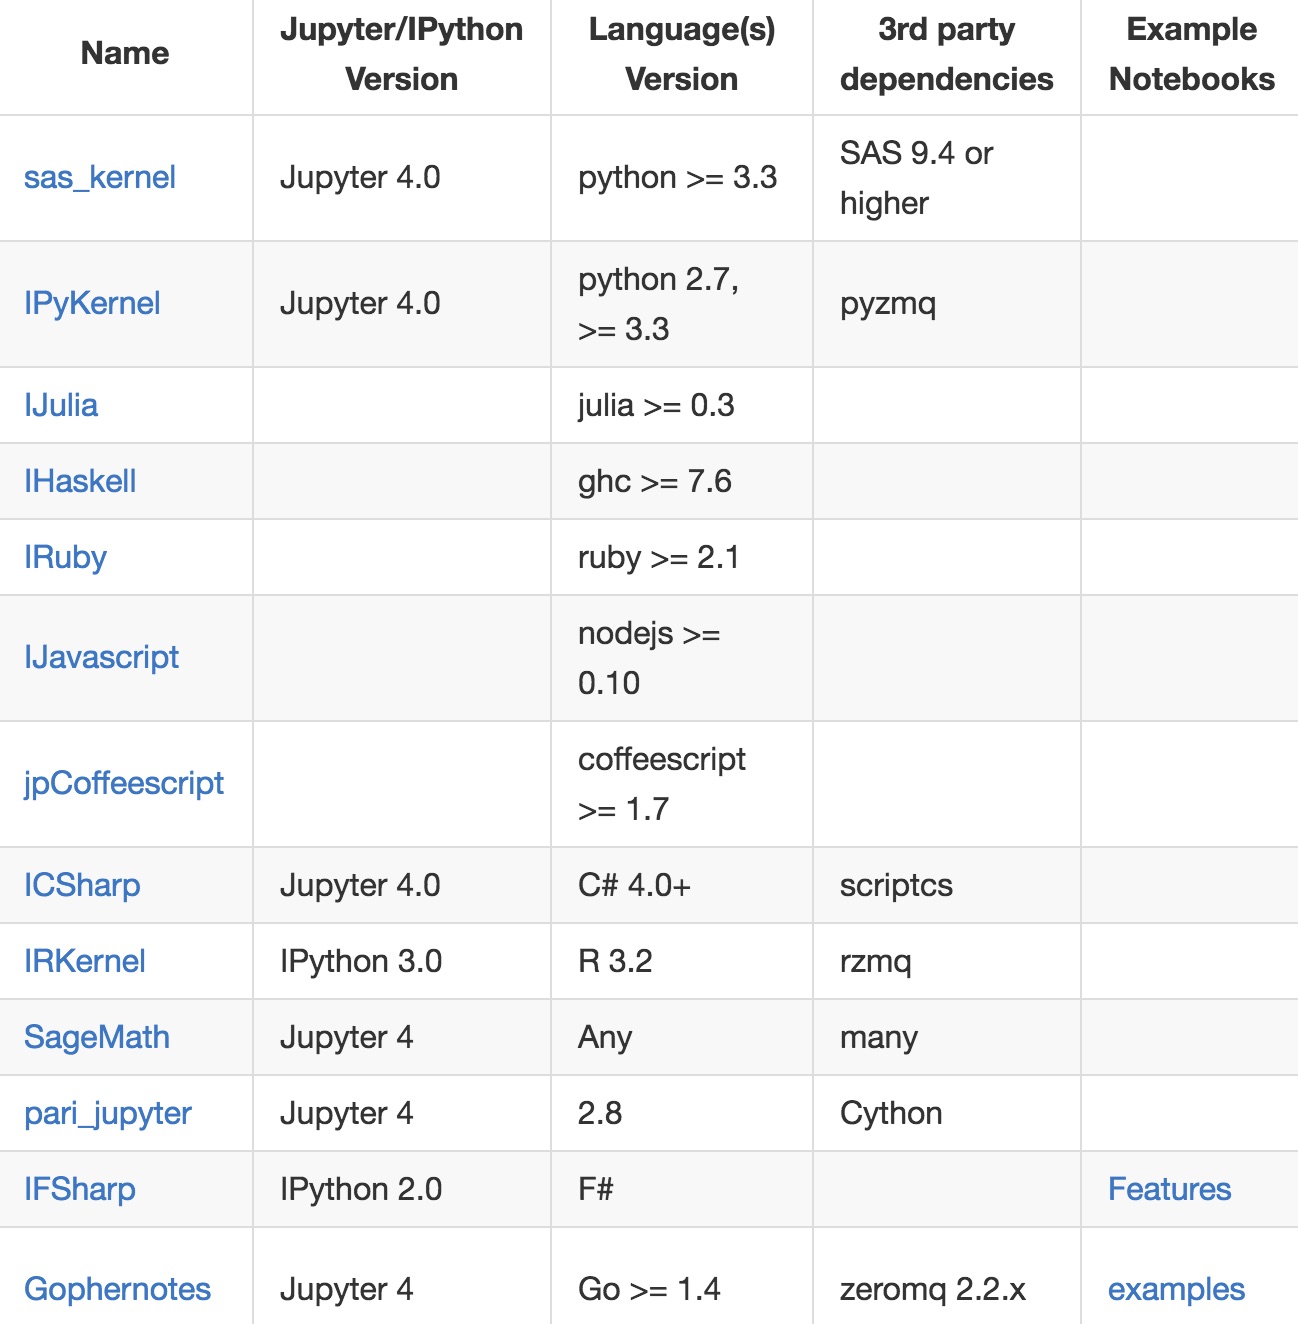 Name Jupyter/IPython Version Language(s) Version 3rd party dependencies Example Notebooks
sas_kernel Jupyter 4.0 python >= 3.3 SAS 9.4 or higher
IPyKernel Jupyter 4.0 python 2.7, >= 3.3 pyzmq
IJulia julia >= 0.3
IHaskell ghc >= 7.6
IRuby ruby >= 2.1
IJavascript nodejs >= 0.10
jpCoffeescript coffeescript >= 1.7
ICSharp Jupyter 4.0 C# 4.0+ scriptcs
IRKernel IPython 3.0 R 3.2 rzmq
SageMath Jupyter 4 Any many
pari_jupyter Jupyter 4 2.8 Cython
IFSharp IPython 2.0 F# Features
Gophernotes Jupyter 4 Go >= 1.4 zeromq 2.2.x examples